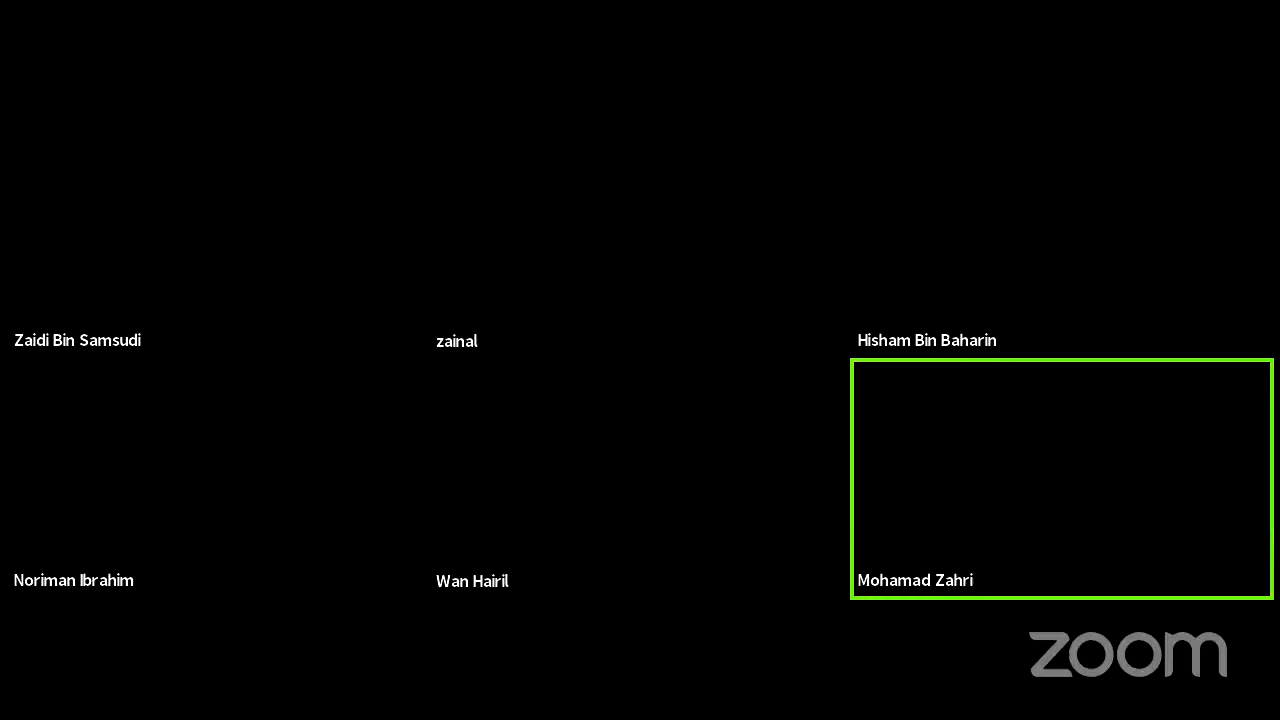 Zaidi Bin Samsudi
zainal
Hisham Bin Baharin
Noriman Ibrahim
Wan Hairil
Mohamad Zahri
zoom